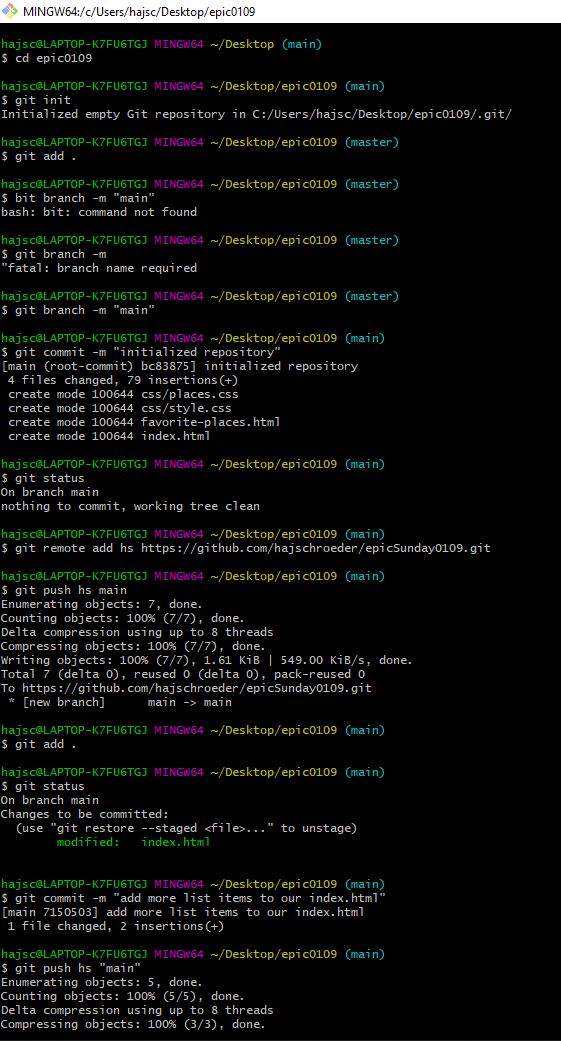 MINGW64:/c/Users/hajsc/Desktop/epic0109
hajsc@LAPTOP-K7FU6TGJ MINGW64 ~/Desktop (main)
$ cd epic0109
hajsc@LAPTOP-K7FU6TGJ MINGW64 ~/Desktop/epic0109 (main)
$ git init
Initialized empty Git repository in C:/Users/hajsc/Desktop/epic0109/.git/
hajsc@LAPTOP-K7FU6TGJ MINGW64 ~/Desktop/epic0109 (master)
$ git add .
hajsc@LAPTOP-K7FU6TGJ MINGW64 ~/Desktop/epic0109 (master)
$ bit branch -m "main"
bash: bit: command not found
hajsc@LAPTOP-K7FU6TGJ MINGW64 ~/Desktop/epic0109 (master)
$ git branch -m
"fatal: branch name required
hajsc@LAPTOP-K7FU6TGJ MINGW64 ~/Desktop/epic0109 (master)
$ git branch -m "main"
hajsc@LAPTOP-K7FU6TGJ MINGW64 ~/Desktop/epic0109 (main)
$ git commit -m "initialized repository"
[main (root-commit) bc83875] initialized repository
4 files changed, 79 insertions(+)
create mode 100644 css/places.css
create mode 100644 css/style.css
create mode 100644 favorite-places.html
create mode 100644 index.html
hajsc@LAPTOP-K7FU6TGJ MINGW64 ~/Desktop/epic0109 (main)
$ git status
On branch main
nothing to commit, working tree clean
hajsc@LAPTOP-K7FU6TGJ MINGW64 ~/Desktop/epic0109 (main)
$ git remote add hs https://github.com/hajschroeder/epicSunday0109.git
hajsc@LAPTOP-K7FU6TGJ MINGW64 ~/Desktop/epic0109 (main)
$ git push hs main
Enumerating objects: 7, done.
Counting objects: 100% (7/7), done.
Delta compression using up to 8 threads
Compressing objects: 100% (7/7), done.
Writing objects: 100% (7/7), 1.61 KiB | 549.00 KiB/s, done.
Total 7 (delta 0), reused 0 (delta 0), pack-reused 0
To https://github.com/hajschroeder/epicSunday0109.git
* [new branch] main -> main
hajsc@LAPTOP-K7FU6TGJ MINGW64 ~/Desktop/epic0109 (main)
$ git add .
hajsc@LAPTOP-K7FU6TGJ MINGW64 ~/Desktop/epic0109 (main)
$ git status
On branch main
Changes to be committed:
(use "git restore --staged <file>..." to unstage)
modified: index.html
hajsc@LAPTOP-K7FU6TGJ MINGW64 ~/Desktop/epic0109 (main)
$ git commit -m "add more list items to our index.html"
[main 7150503] add more list items to our index.html
1 file changed, 2 insertions(+)
hajsc@LAPTOP-K7FU6TGJ MINGW64 ~/Desktop/epic0109 (main)
$ git push hs "main"
Enumerating objects: 5, done.
Counting objects: 100% (5/5), done.
Delta compression using up to 8 threads
Compressing objects: 100% (3/3), done.